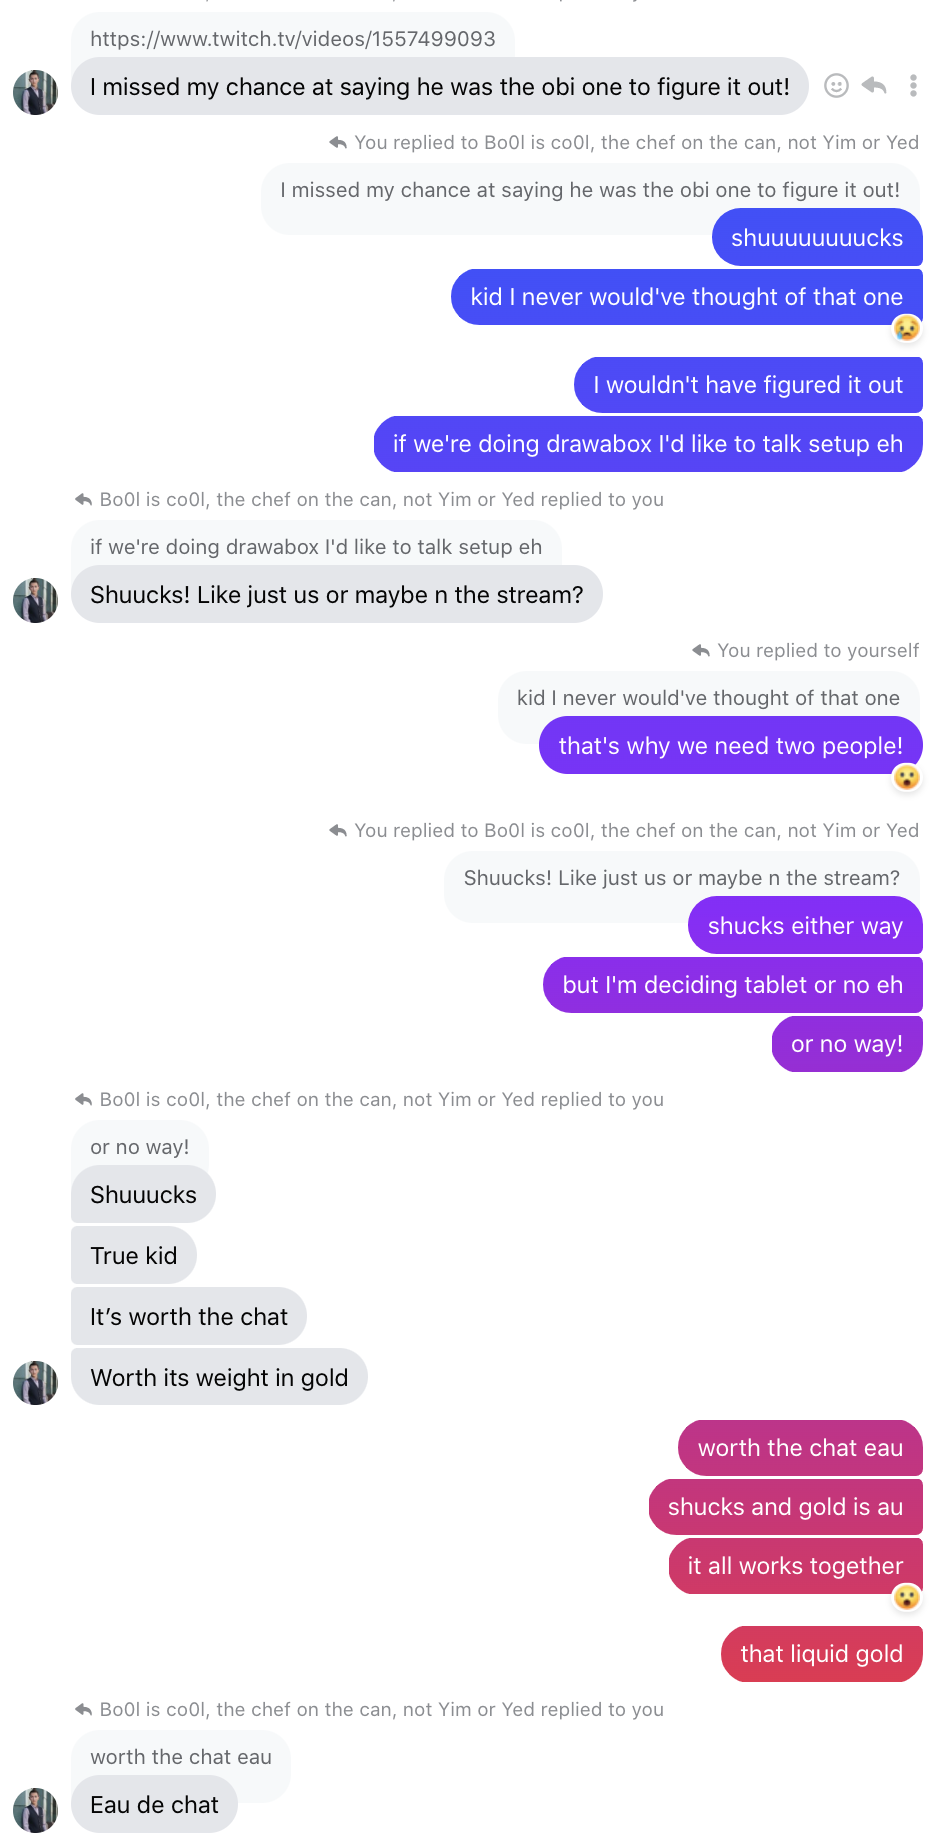 https://www.twitch.tv/videos/1557499093
I missed my chance at saying he was the obi one to figure it out!
You replied to Bo0l is co0l, the chef on the can, not Yim or Yed
I missed my chance at saying he was the obi one to figure it out!
shuuuuuuuucks
kid I never would've thought of that one
I wouldn't have figured it out
if we're doing drawabox I'd like to talk setup eh
Bo0l is co0l, the chef on the can, not Yim or Yed replied to you
if we're doing drawabox I'd like to talk setup eh
Shuucks! Like just us or maybe n the stream?
You replied to yourself
kid I never would've thought of that one
that's why we need two people!
You replied to Bo0l is co0l, the chef on the can, not Yim or Yed
Shuucks! Like just us or maybe n the stream?
shucks either way
but I'm deciding tablet or no eh
or no way!
Bo0l is co0l, the chef on the can, not Yim or Yed replied to you
or no way!
Shuuucks
True kid
It’s worth the chat
Worth its weight in gold
worth the chat eau
shucks and gold is au
it all works together
that liquid gold
Bo0l is co0l, the chef on the can, not Yim or Yed replied to you
worth the chat eau
Eau de chat